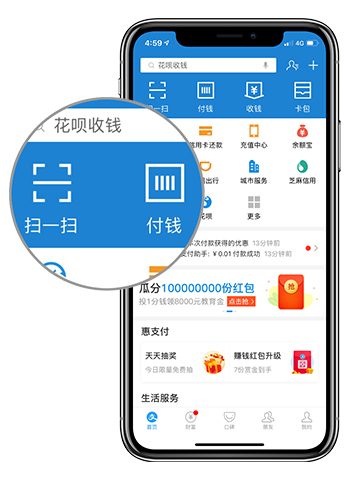 4:59
4G
花呗收钱
扫一扫
付钱
收钱
卡包
信用卡还款
充值中心
余额宝
出行
城市服务
芝麻信用
花呗
更多
次付款获得的优惠 13分钟前
支付助手:￥0.01 付款成功 13分钟前
瓜分100000000份红包
投1分钱领8000元教育金 点击抢 >
抢
惠支付
天天抽奖
今日限量免费抽
赚钱红包升级
7份赏金到手
生活服务
首页
财富
口碑
朋友
我的
花呗收钱
扫一扫
付钱